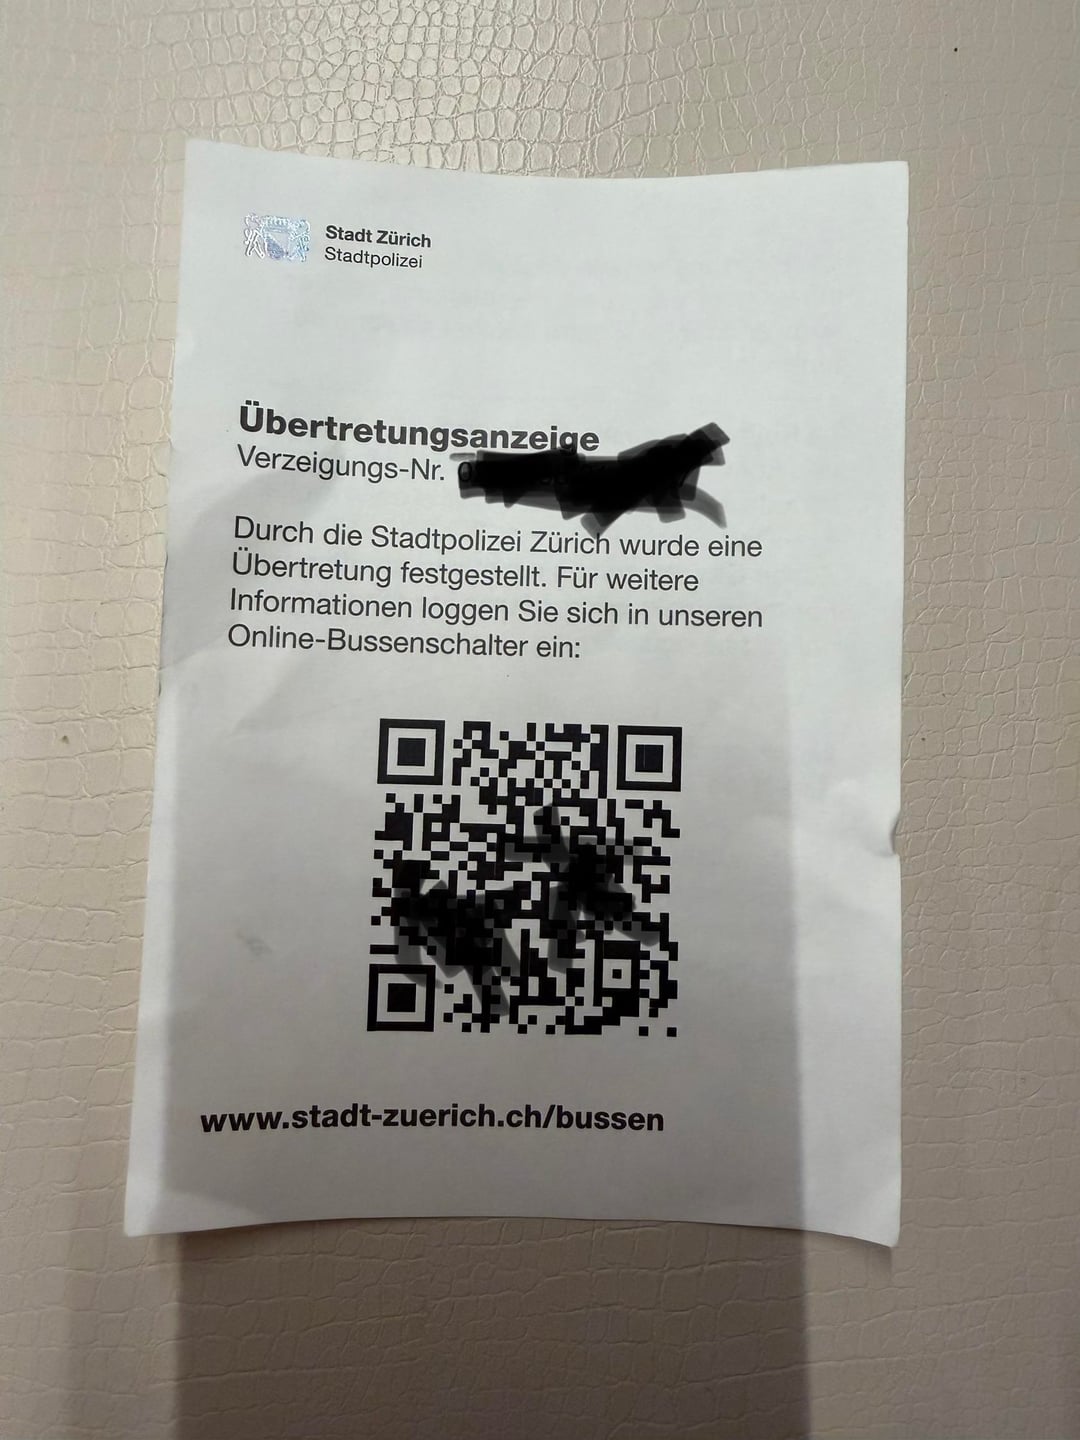 Stadt Zürich
Stadtpolizei
Übertretungsanzeige
Verzeigungs-Nr.
Durch die Stadtpolizei Zürich wurde eine
Übertretung festgestellt. Für weitere
Informationen loggen Sie sich in unseren
Online-Bussenschalter ein:
www.stadt-zuerich.ch/bussen